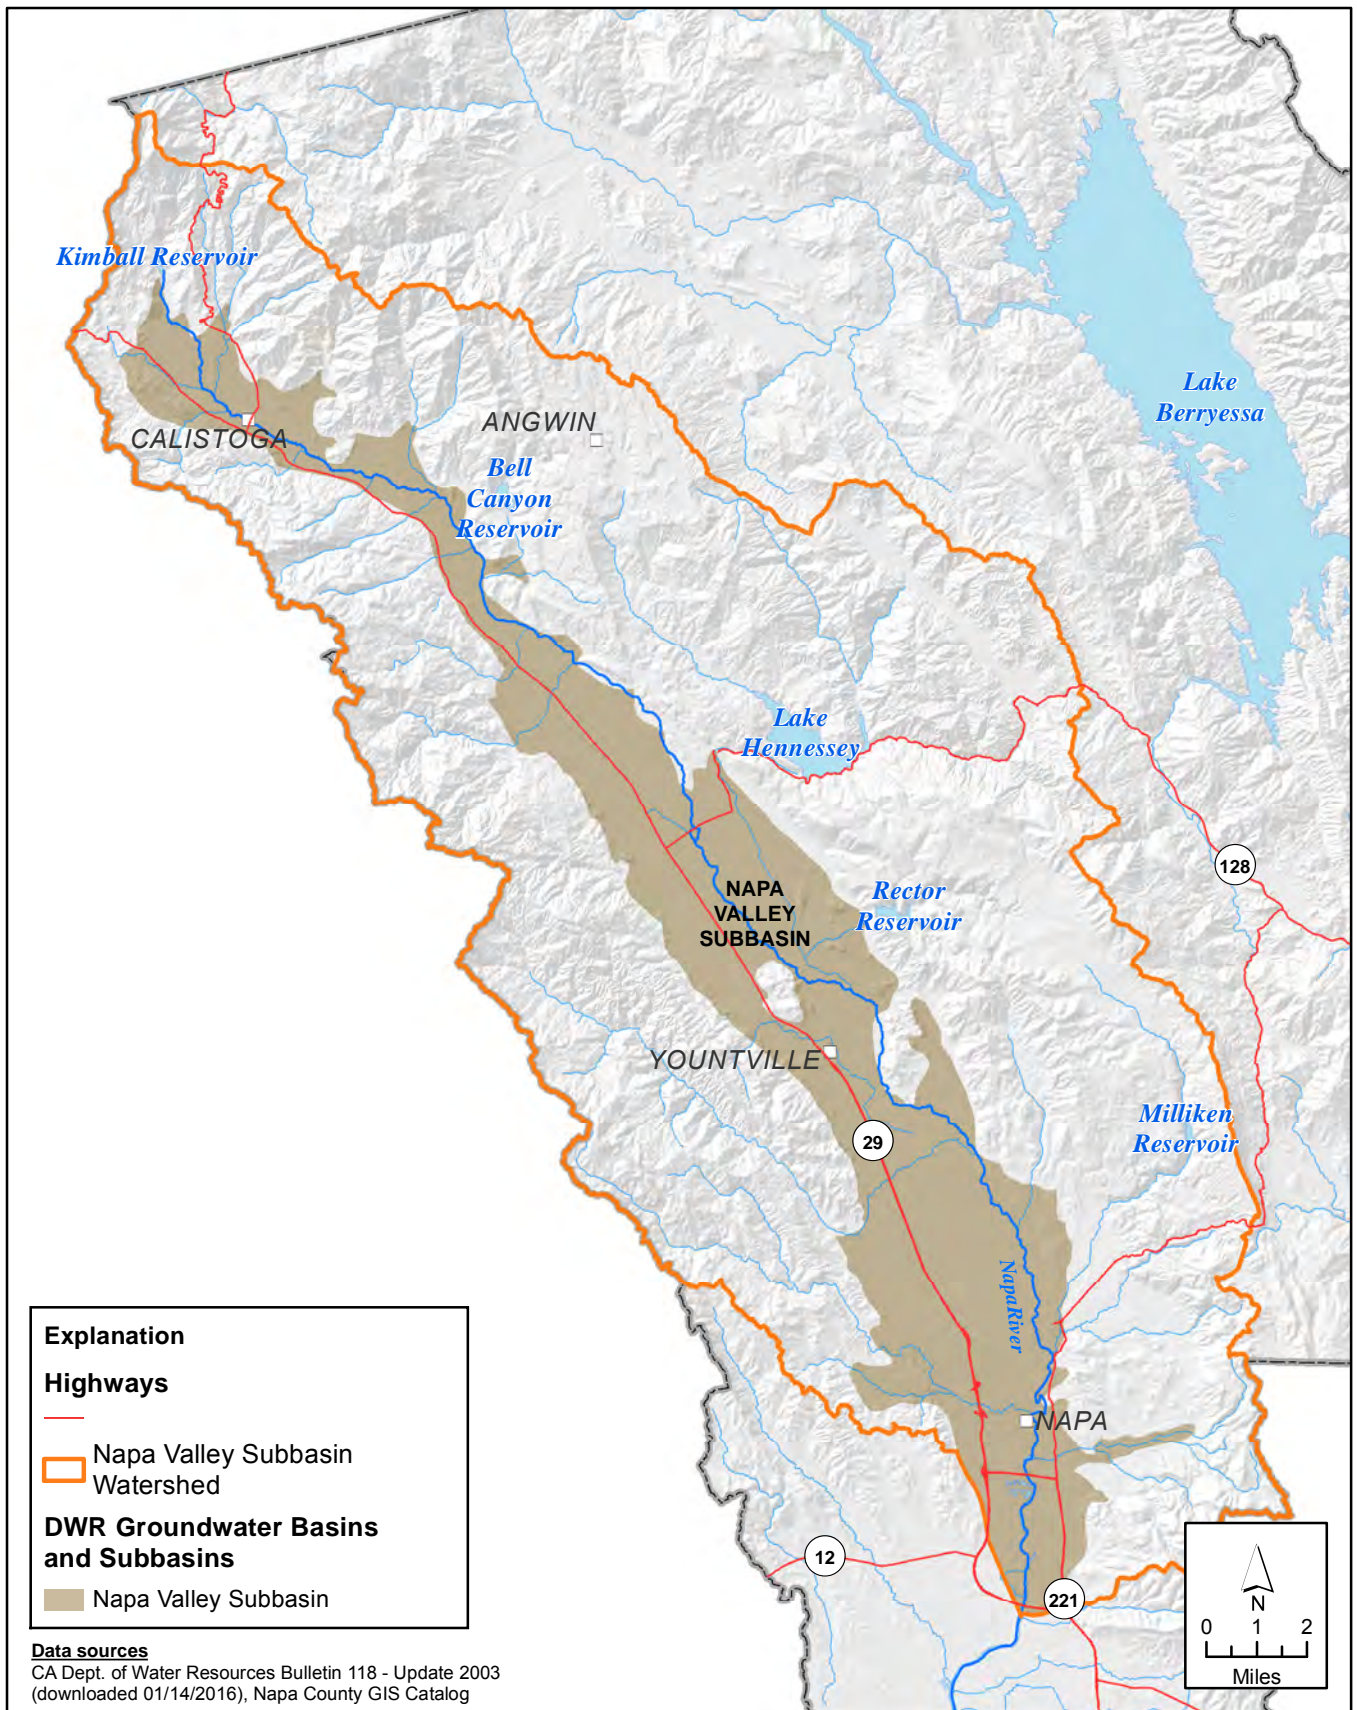 Kimball Reservoir
CALISTOGA
ANGWIN
Bell
Canyon
Reservoir
Lake
Berryessa
Lake
Hennessey
128
NAPA
VALLEY
SUBBASIN
Rector
Reservoir
YOUNTVILLE
29
Milliken
Reservoir
NapaRiver
NAPA
12
221
Explanation
Highways
Napa Valley Subbasin
Watershed
DWR Groundwater Basins
and Subbasins
Napa Valley Subbasin
N
0 1 2
Miles
Data sources
CA Dept. of Water Resources Bulletin 118 - Update 2003
(downloaded 01/14/2016), Napa County GIS Catalog